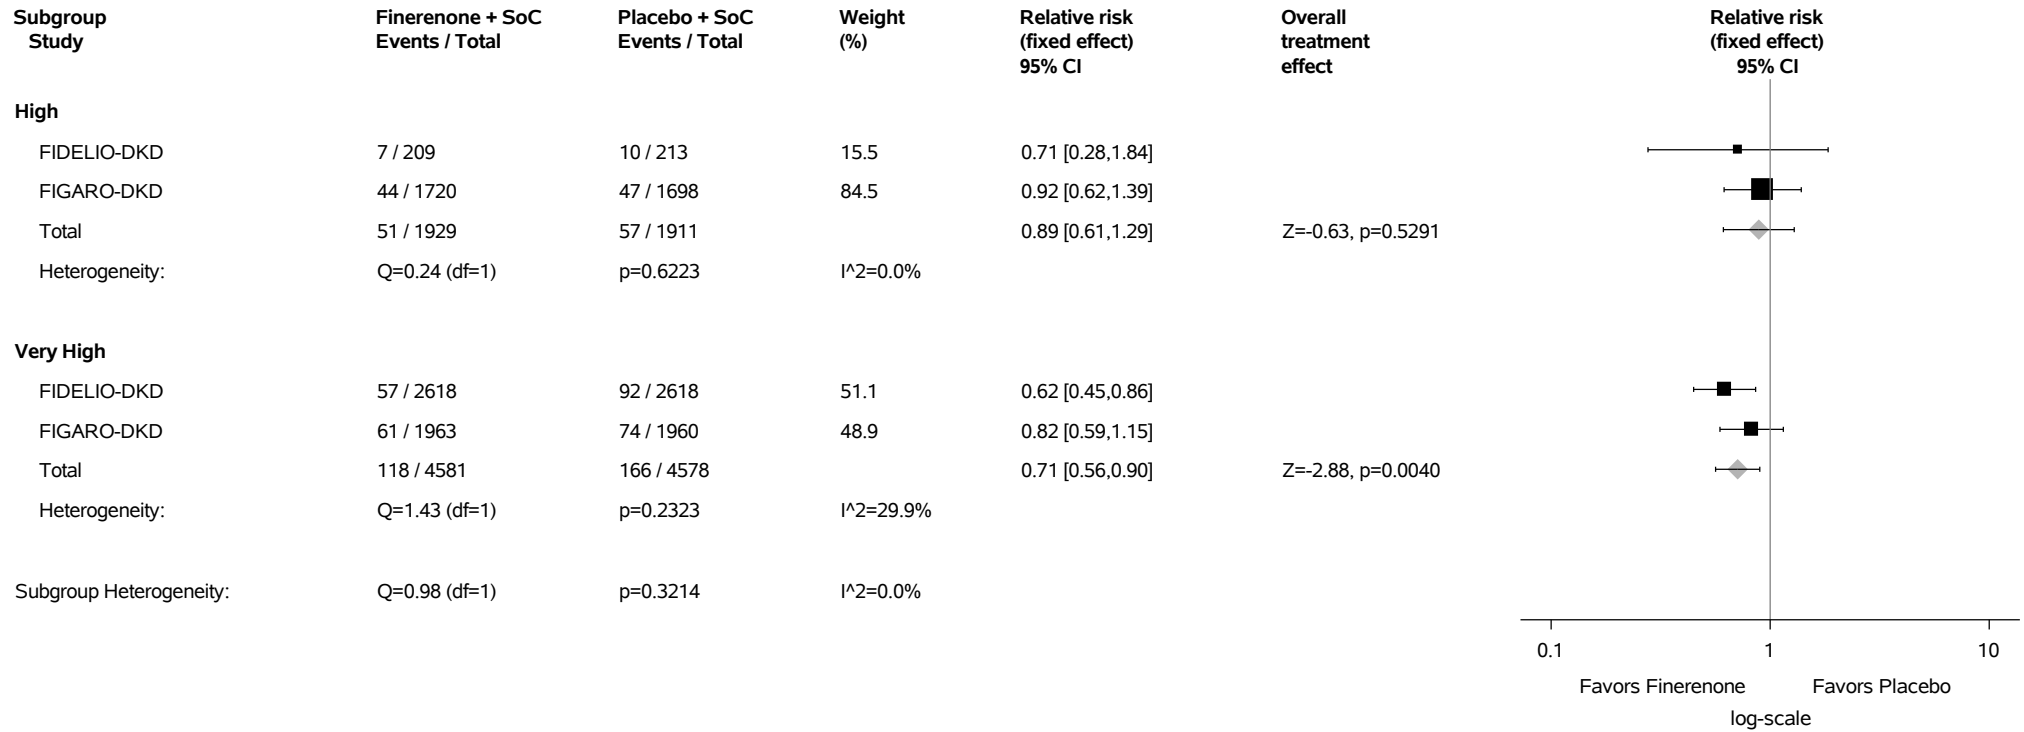 Subgroup Finerenone + SoC Placebo + SoC Weight Relative risk Overall Relative risk
Study Events / Total Events / Total (%) (fixed effect) treatment (fixed effect)
95% CI effect 95% CI
High
FIDELIO-DKD 7 / 209 10 / 213 15.5 0.71 [0.28,1.84]
FIGARO-DKD 44 / 1720 47 / 1698 84.5 0.92 [0.62,1.39]
Total 51 / 1929 57 / 1911 0.89 [0.61,1.29] Z=-0.63, p=0.5291
Heterogeneity: Q=0.24 (df=1) p=0.6223 I^2=0.0%
Very High
FIDELIO-DKD 57 / 2618 92 / 2618 51.1 0.62 [0.45,0.86]
FIGARO-DKD 61 / 1963 74 / 1960 48.9 0.82 [0.59,1.15]
Total 118 / 4581 166 / 4578 0.71 [0.56,0.90] Z=-2.88, p=0.0040
Heterogeneity: Q=1.43 (df=1) p=0.2323 I^2=29.9%
Subgroup Heterogeneity: Q=0.98 (df=1) p=0.3214 I^2=0.0%
0.1 1 10
Favors Finerenone Favors Placebo
log-scale